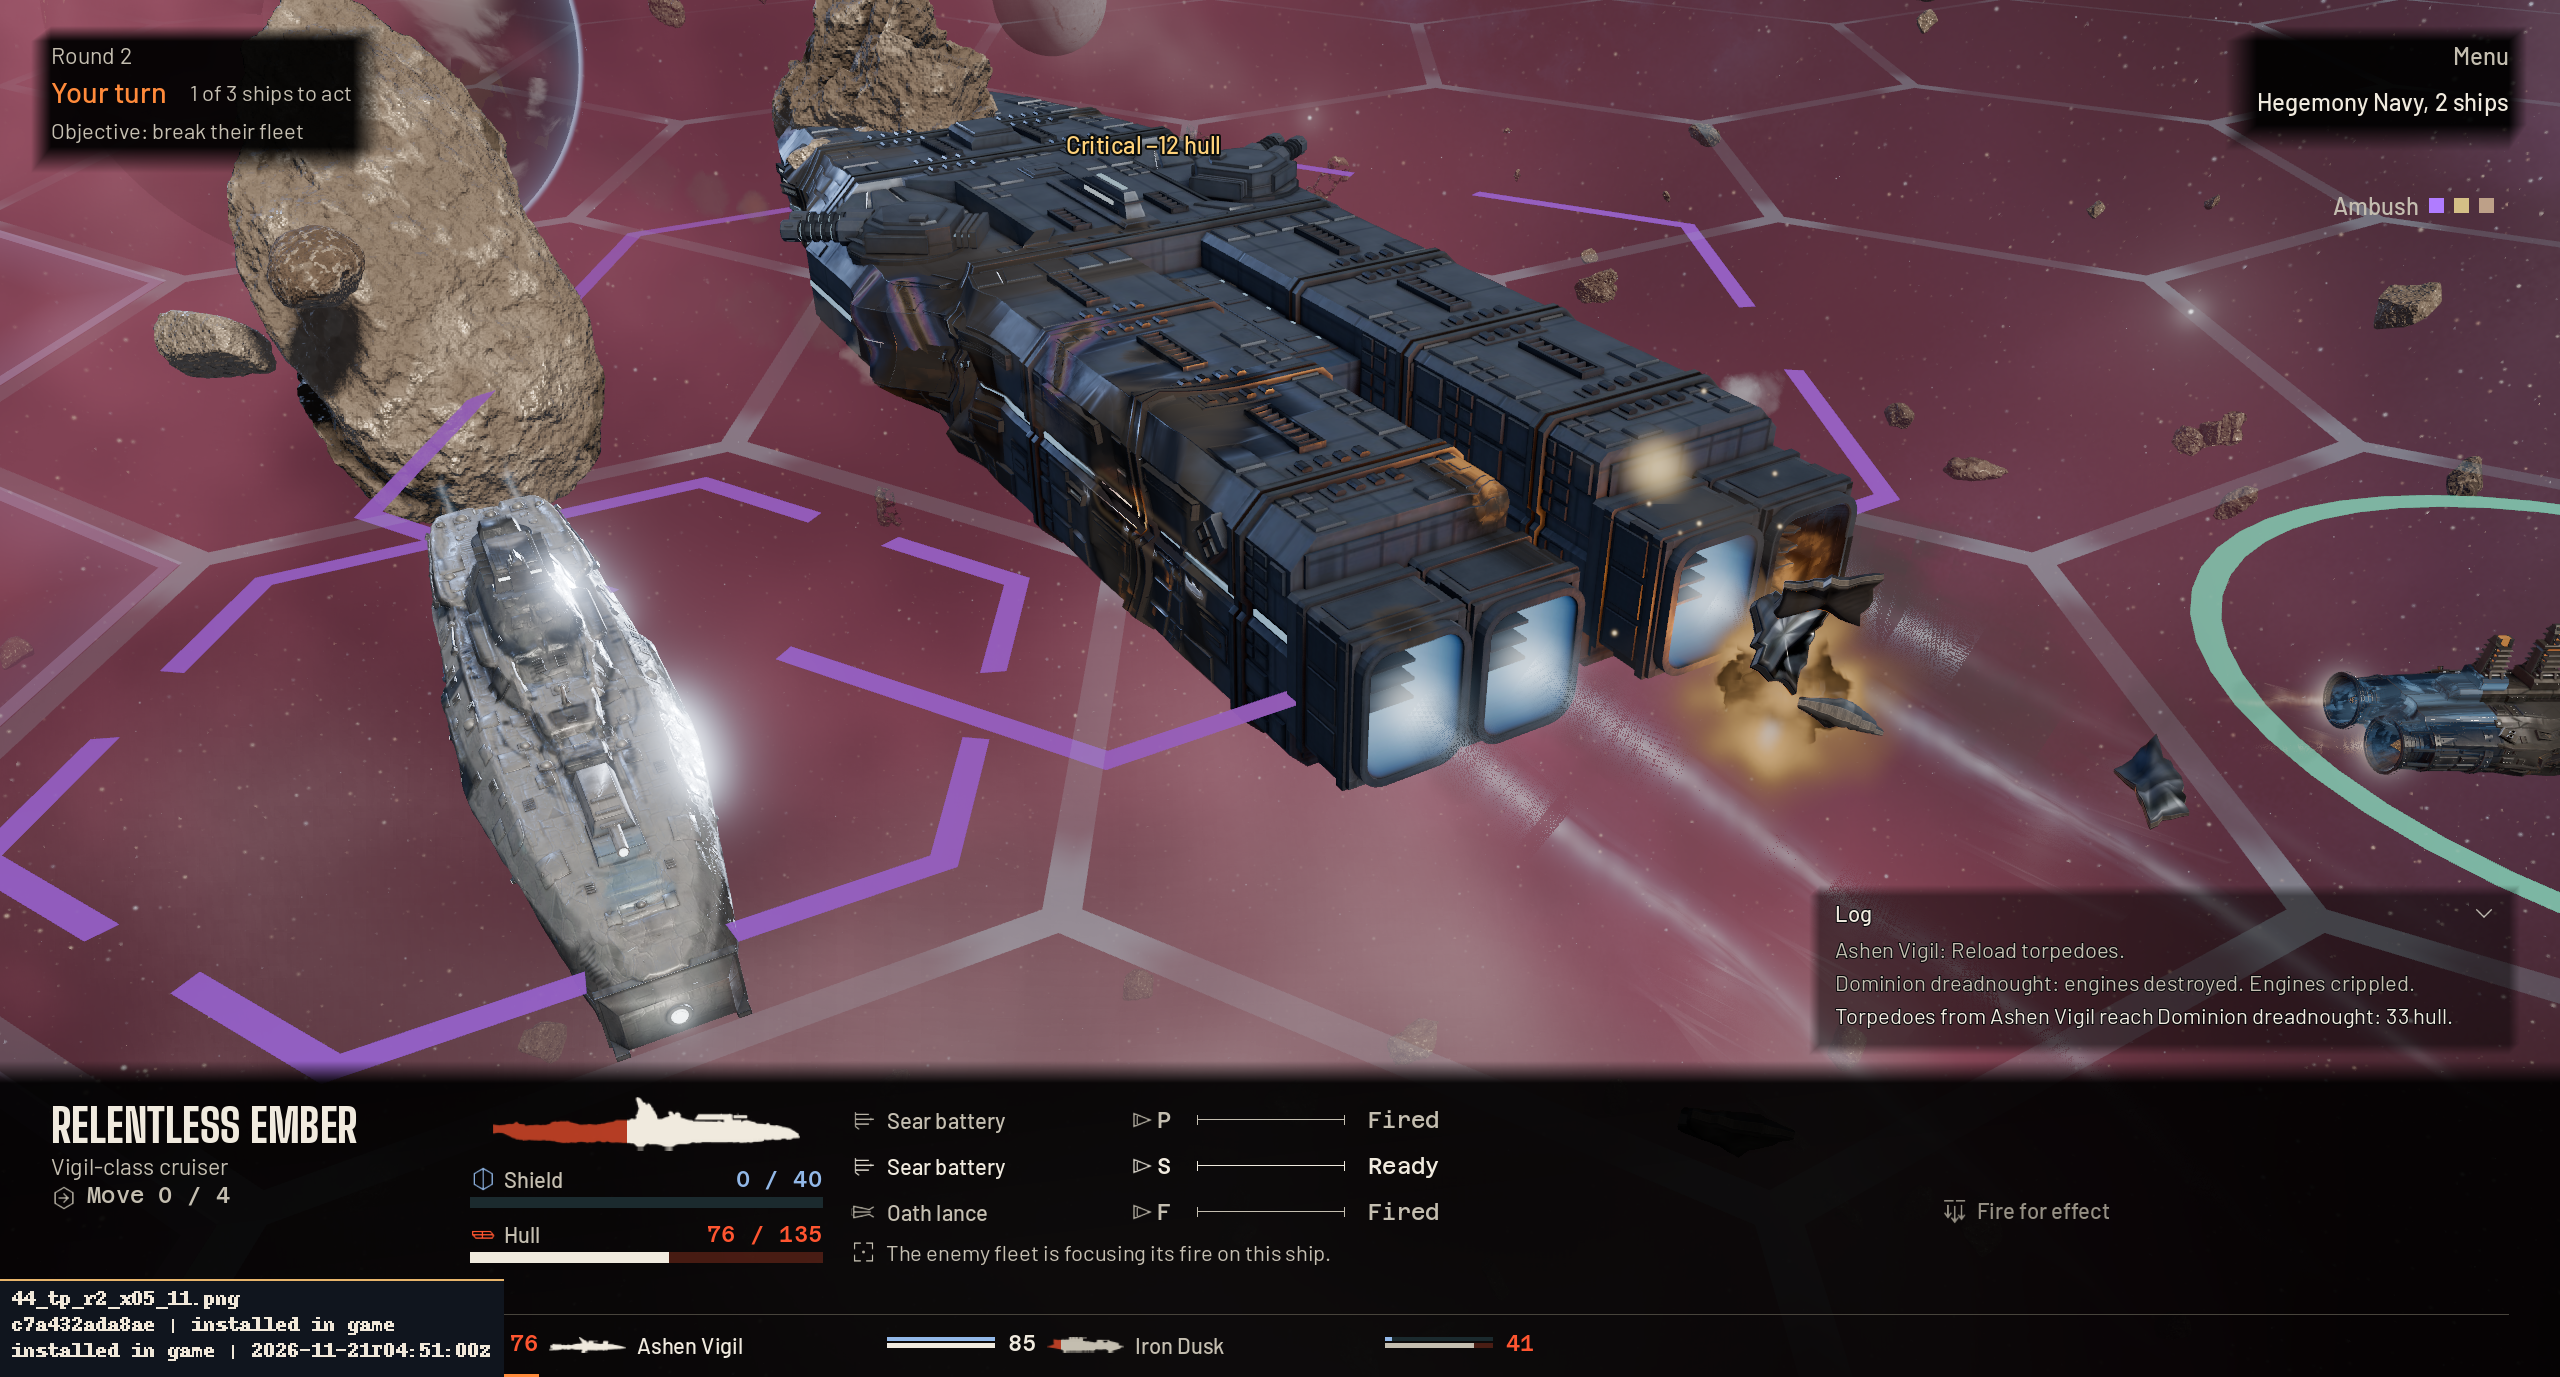 Round 2
Your turn 1 of 3 ships to act
Objective: break their fleet
Menu
Hegemony Navy, 2 ships
Ambush
Critical −12 hull
Log
Ashen Vigil: Reload torpedoes.
Dominion dreadnought: engines destroyed. Engines crippled.
Torpedoes from Ashen Vigil reach Dominion dreadnought: 33 hull.
RELENTLESS EMBER
Vigil-class cruiser
Move 0 / 4
Shield 0 / 40
Hull 76 / 135
Sear battery P Fired
Sear battery S Ready
Oath lance F Fired
The enemy fleet is focusing its fire on this ship.
Fire for effect
44_tp_r2_x05_11.png
c7a432ada8ae | installed in game
installed in game | 2026-11-21T04:51:00Z
76 Ashen Vigil 85 Iron Dusk 41